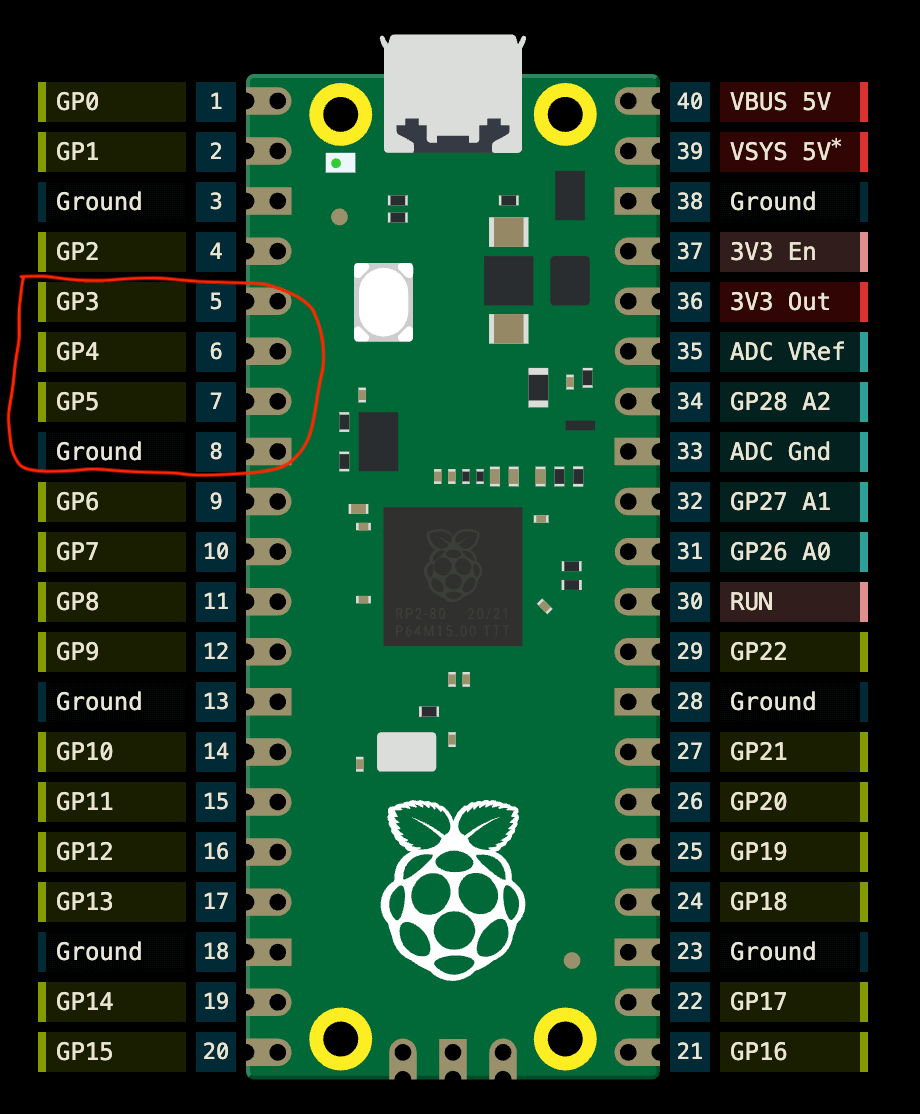 GP0 1 40 VBUS 5V
GP1 2 39 VSYS 5V*
Ground 3 38 Ground
GP2 4 37 3V3 En
GP3 5 36 3V3 Out
GP4 6 35 ADC VRef
GP5 7 34 GP28 A2
Ground 8 33 ADC Gnd
GP6 9 32 GP27 A1
GP7 10 31 GP26 A0
GP8 11 30 RUN
RP2-B0 20/21
P64M15.00 TTT
GP9 12 29 GP22
Ground 13 28 Ground
GP10 14 27 GP21
GP11 15 26 GP20
GP12 16 25 GP19
GP13 17 24 GP18
Ground 18 23 Ground
GP14 19 22 GP17
GP15 20 21 GP16